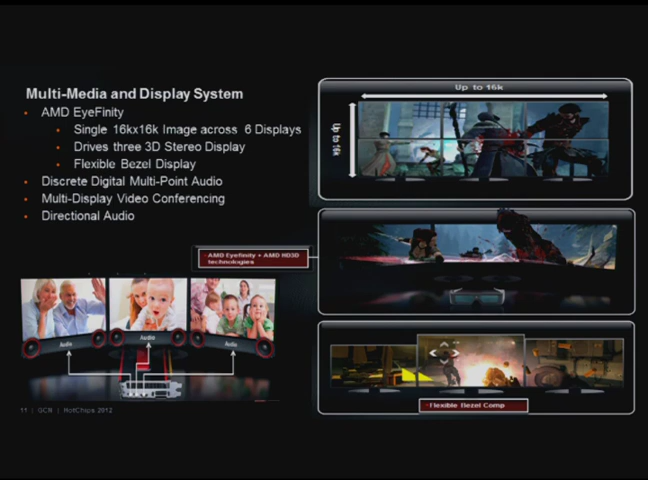 Multi-Media and Display System
AMD EyeFinity
Single 16kx16k Image across 6 Displays
Drives three 3D Stereo Display
Flexible Bezel Display
Discrete Digital Multi-Point Audio
Multi-Display Video Conferencing
Directional Audio
Up to 16k
Up to 16k
AMD Eyefinity + AMD HD3D
technologies
Audio
Audio
Audio
Flexible Bezel Comp
11 | GCN | HotChips 2012